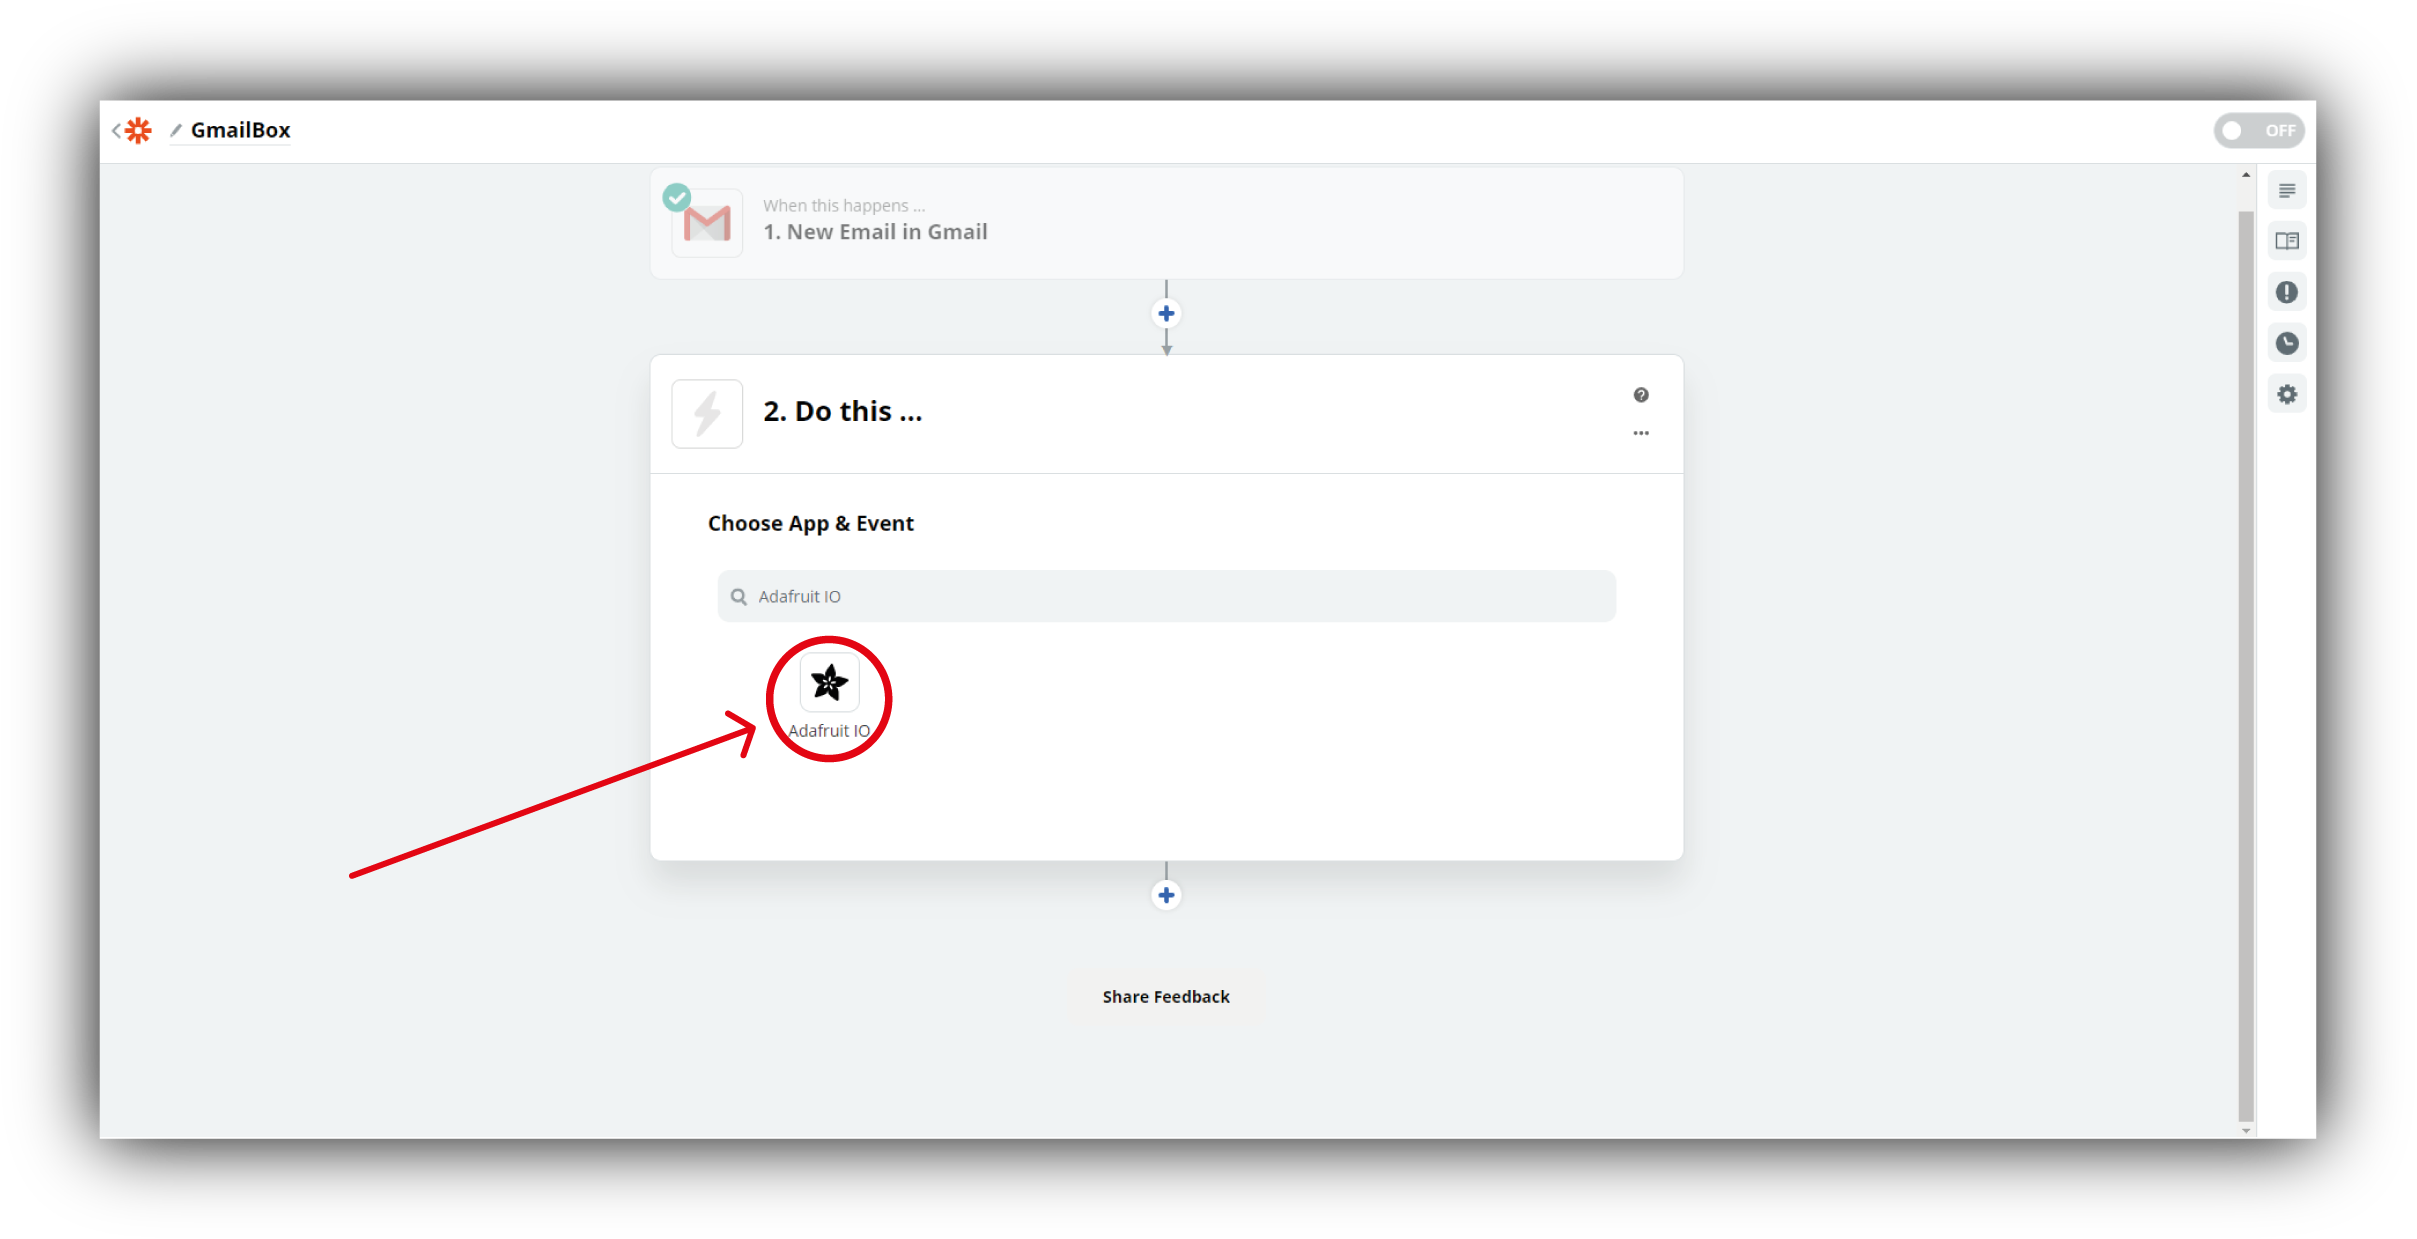 GmailBox
OFF
When this happens ...
1. New Email in Gmail
2. Do this ...
Choose App & Event
Adafruit IO
Adafruit IO
Share Feedback